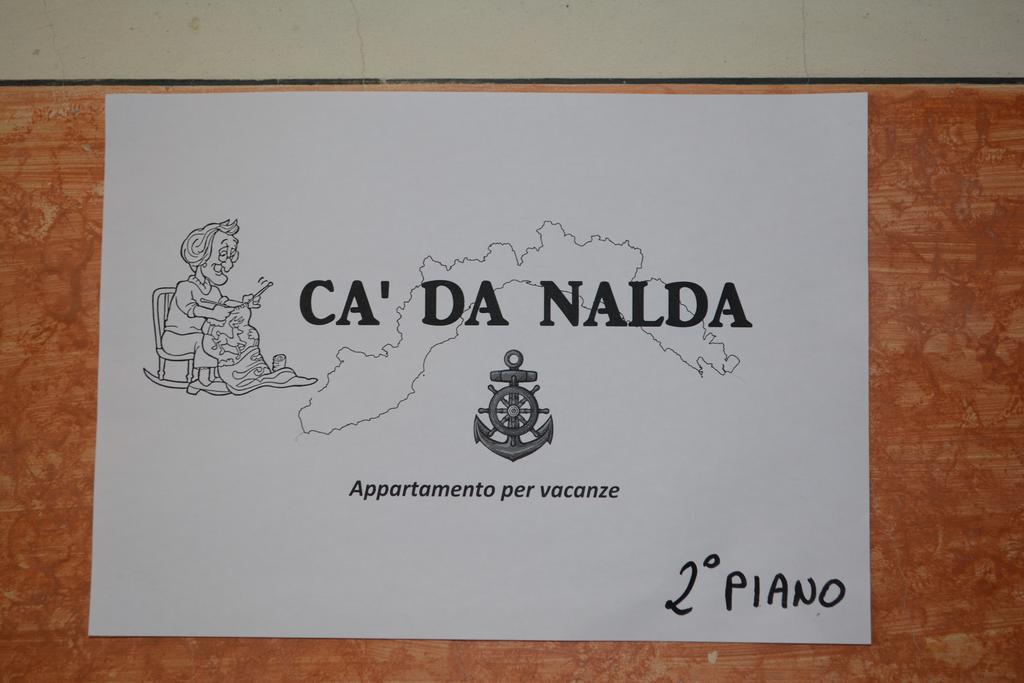 CA' DA NALDA
Appartamento per vacanze
2° PIANO